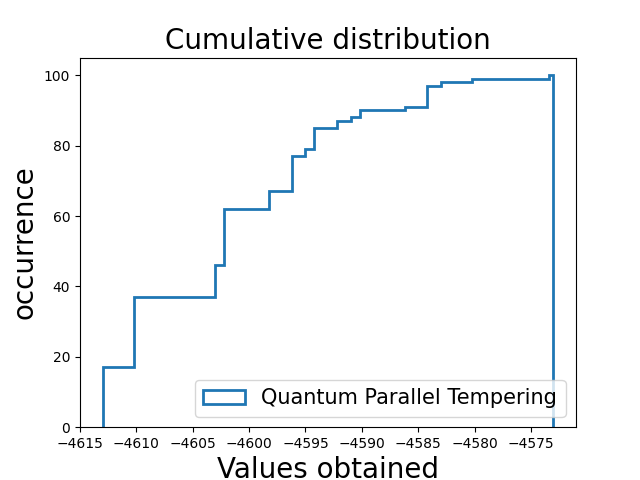 Cumulative distribution
100
80
60
40
20
0
occurrence
Quantum Parallel Tempering
−4615 −4610 −4605 −4600 −4595 −4590 −4585 −4580 −4575
Values obtained